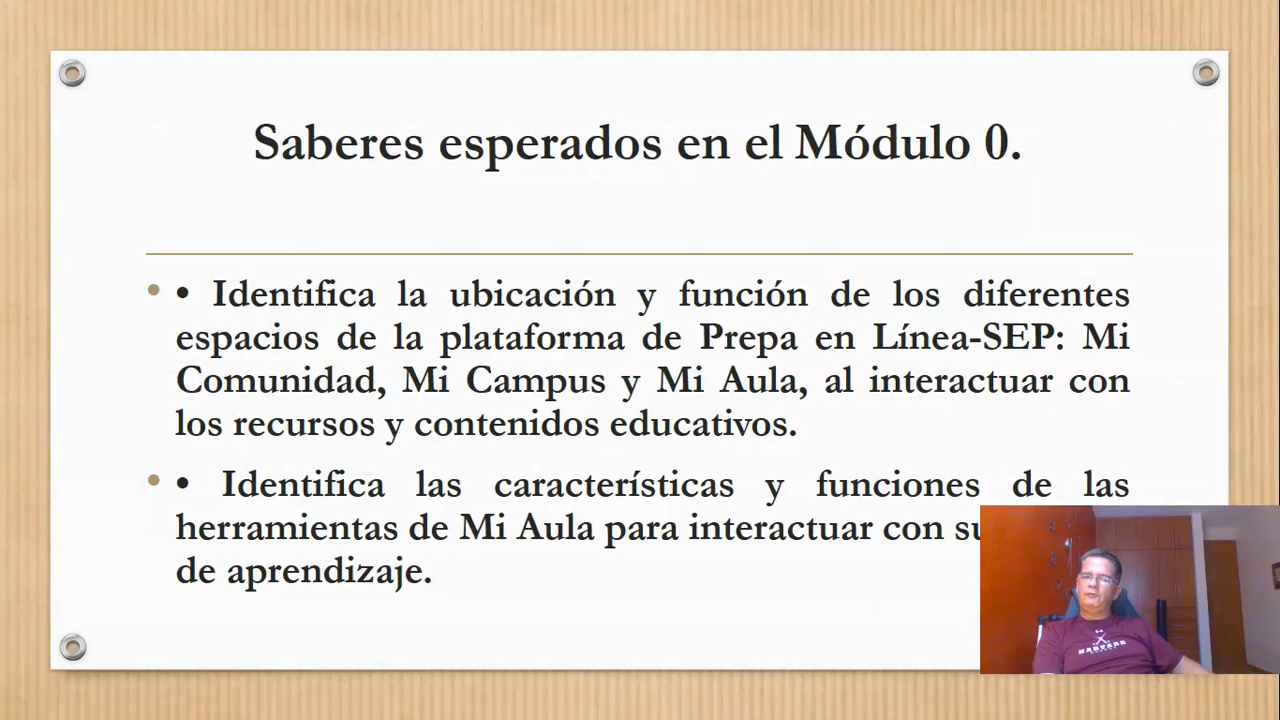 Saberes esperados en el Módulo 0.
• • Identifica la ubicación y función de los diferentes
espacios de la plataforma de Prepa en Línea-SEP: Mi
Comunidad, Mi Campus y Mi Aula, al interactuar con
los recursos y contenidos educativos.
• • Identifica las características y funciones de las
herramientas de Mi Aula para interactuar con
de aprendizaje.
HARVARD